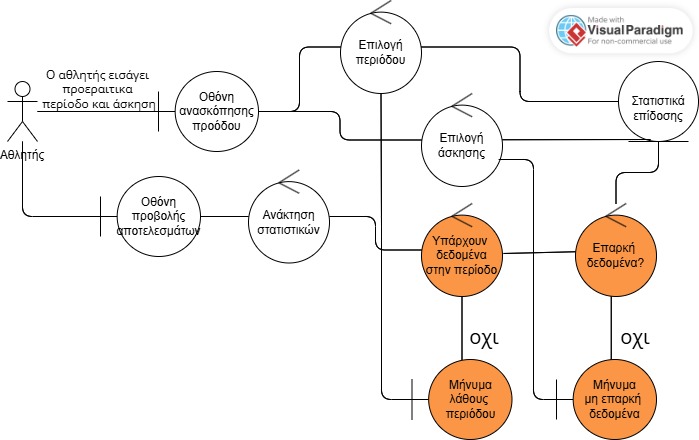 Made with
Visual Paradigm
For non-commercial use
Επιλογή
περιόδου
Ο αθλητής εισάγει
προεραιτικα
περίοδο και άσκηση
Οθόνη
ανασκόπησης
προόδου
Στατιστικά
επίδοσης
Επιλογή
άσκησης
Αθλητής
Οθόνη
προβολής
αποτελεσμάτων
Ανάκτηση
στατιστικών
Υπάρχουν
δεδομένα
στην περίοδο
Επαρκή
δεδομένα?
οχι
οχι
Μήνυμα
λάθους
περιόδου
Μήνυμα
μη επαρκή
δεδομένα